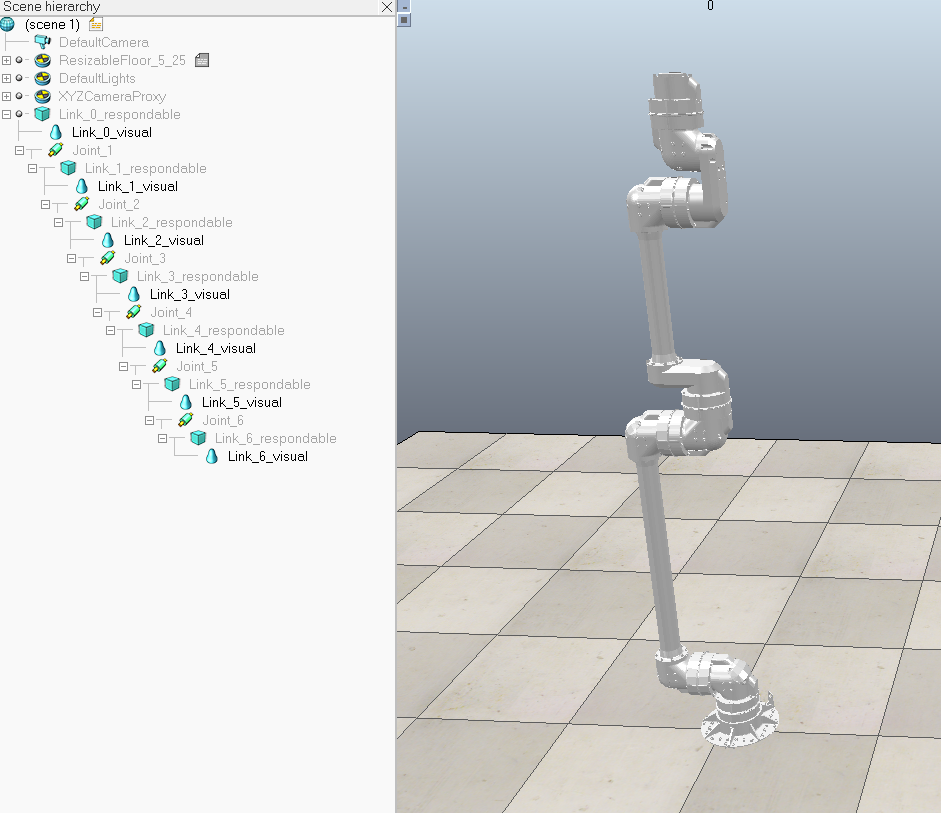 Scene hierarchy
(scene 1)
DefaultCamera
ResizableFloor_5_25
DefaultLights
XYZCameraProxy
Link_0_respondable
Link_0_visual
Joint_1
Link_1_respondable
Link_1_visual
Joint_2
Link_2_respondable
Link_2_visual
Joint_3
Link_3_respondable
Link_3_visual
Joint_4
Link_4_respondable
Link_4_visual
Joint_5
Link_5_respondable
Link_5_visual
Joint_6
Link_6_respondable
Link_6_visual
0